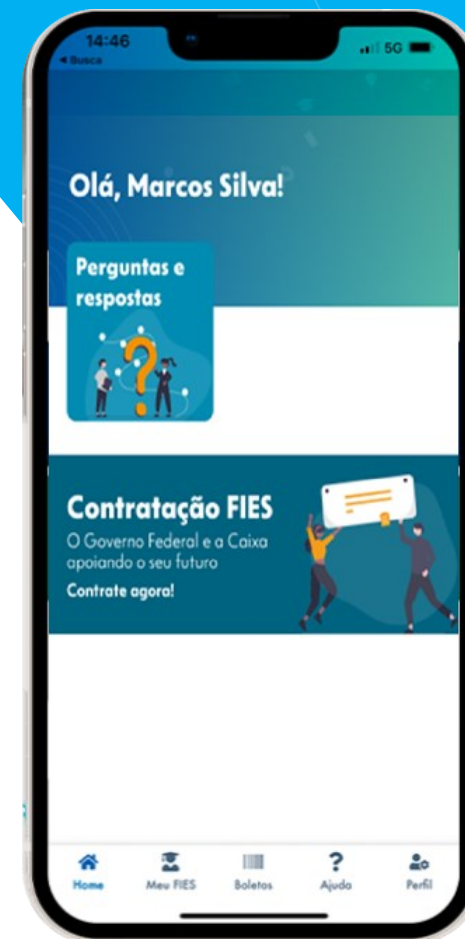 14:46
5G
◀ Busca
Olá, Marcos Silva!
Perguntas e
respostas
?
Contratação FIES
O Governo Federal e a Caixa
apoiando o seu futuro
Contrate agora!
?
Home
Meu FIES
Boletos
Ajuda
Perfil